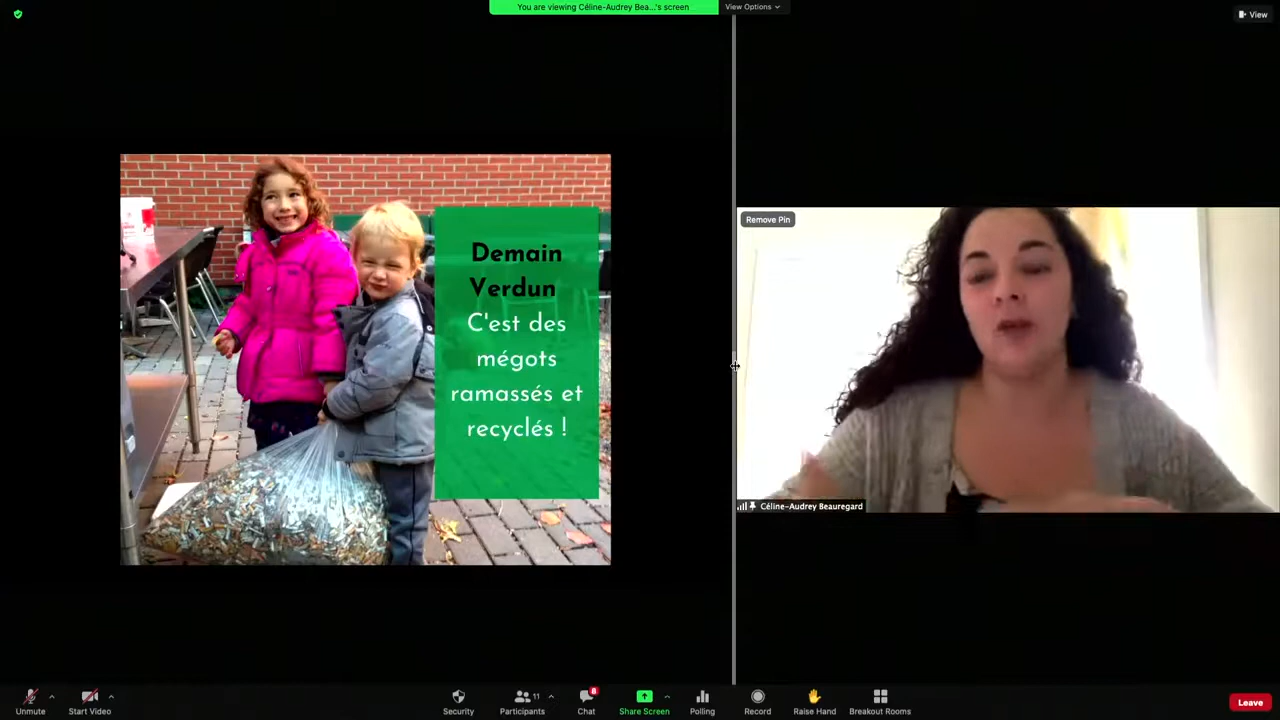 You are viewing Céline-Audrey Bea...'s screen
View Options
View
Demain
Verdun
C'est des
mégots
ramassés et
recyclés !
Remove Pin
Céline-Audrey Beauregard
Unmute
Start Video
Security
Participants
11
Chat
8
Share Screen
Polling
Record
Raise Hand
Breakout Rooms
Leave